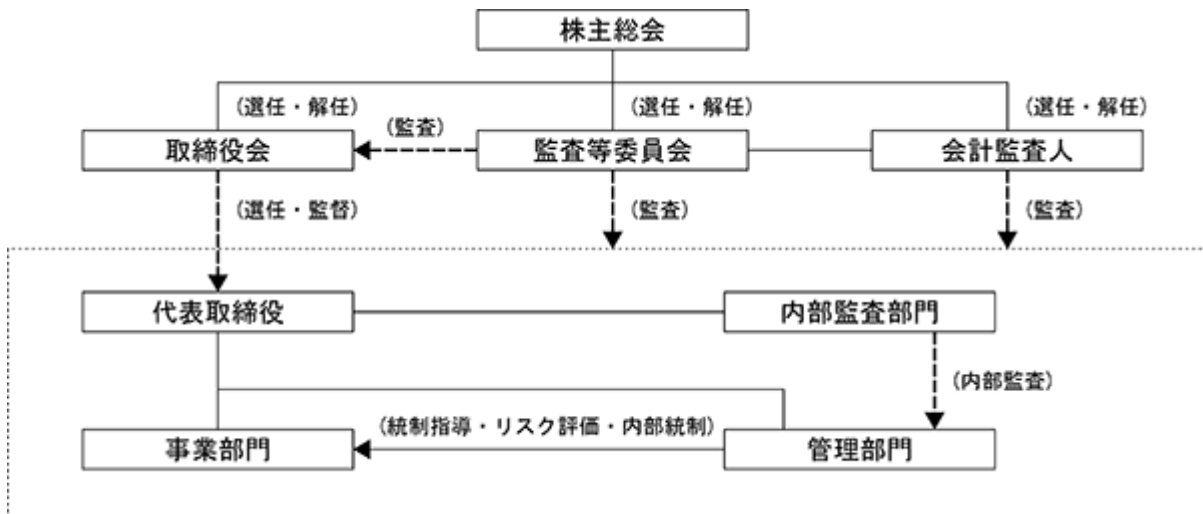 株主総会
(選任・解任)
(選任・解任)
(選任・解任)
取締役会
(監査)
監査等委員会
会計監査人
(選任・監督)
(監査)
(監査)
代表取締役
内部監査部門
(内部監査)
(統制指導・リスク評価・内部統制)
事業部門
管理部門